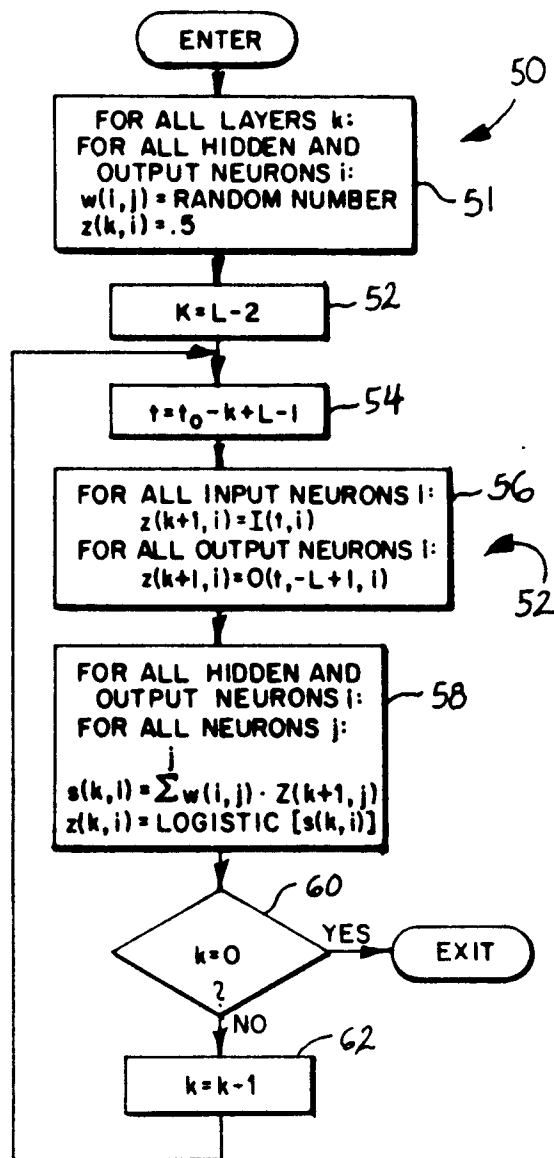 ENTER
50
FOR ALL LAYERS k:
FOR ALL HIDDEN AND
OUTPUT NEURONS i:
w(i,j) = RANDOM NUMBER
z(k,i) = .5
51
K = L-2
52
t = t₀ - k + L - 1
54
FOR ALL INPUT NEURONS I:
z(k+1,i) = I(t,i)
FOR ALL OUTPUT NEURONS I:
z(k+1,i) = O(t,-L+1,i)
56
52
FOR ALL HIDDEN AND
OUTPUT NEURONS i:
FOR ALL NEURONS j:
j
s(k,i) = Σ w(i,j) · Z(k+1,j)
z(k,i) = LOGISTIC [s(k,i)]
58
60
k=0
?
YES
EXIT
NO
62
k = k-1